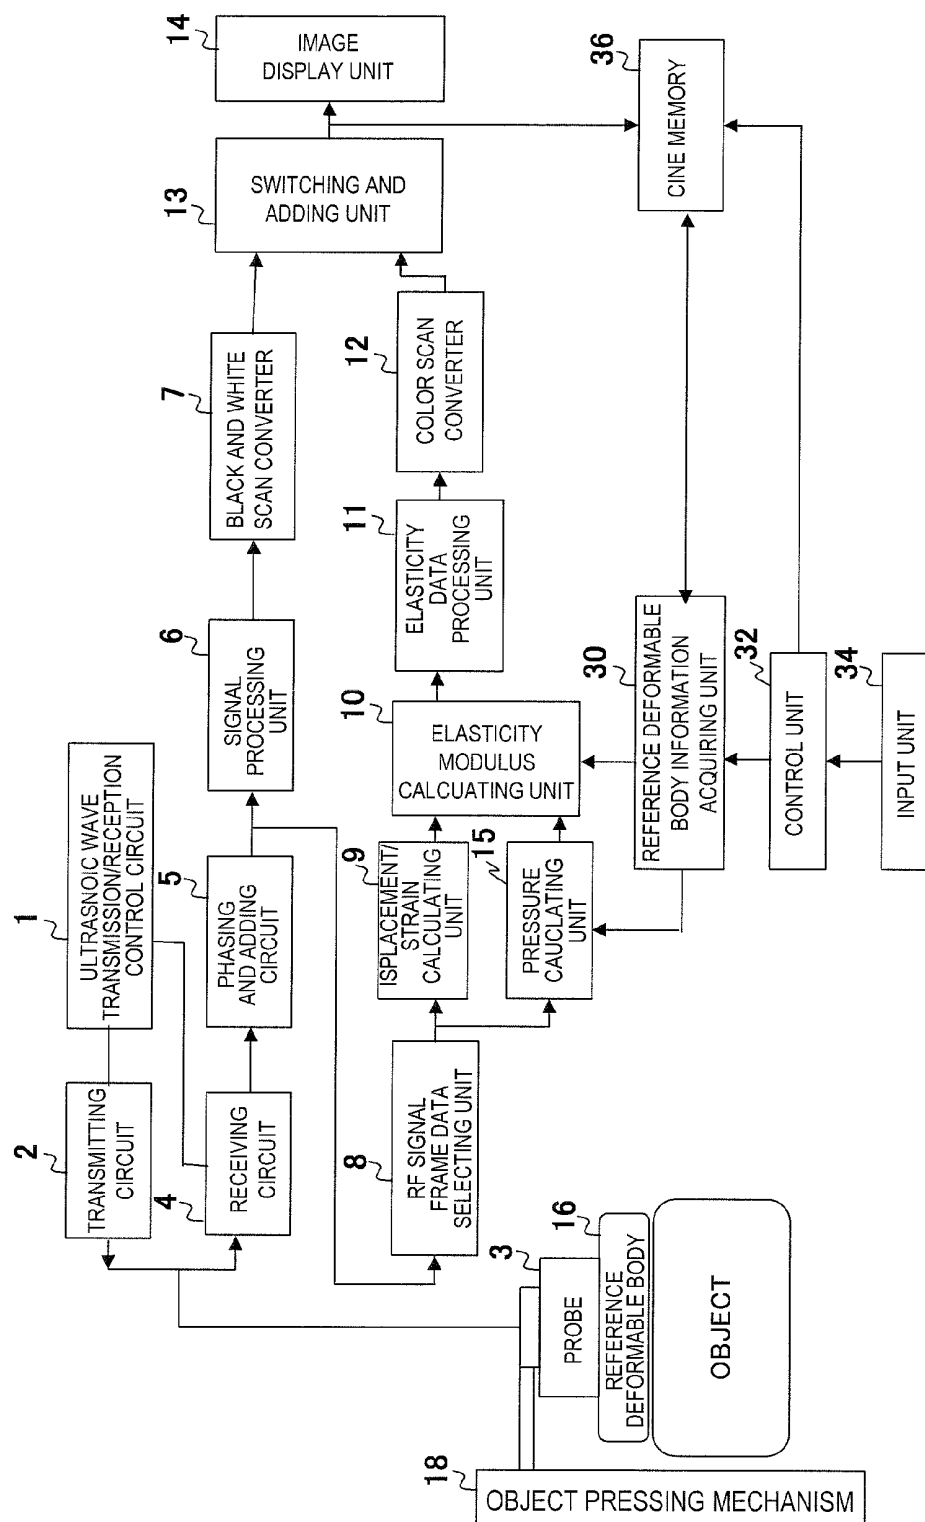 1
ULTRASNOIC WAVE
TRANSMISSION/RECEPTION
CONTROL CIRCUIT
2
TRANSMITTING
CIRCUIT
4
RECEIVING
CIRCUIT
5
PHASING
AND ADDING
CIRCUIT
6
SIGNAL
PROCESSING
UNIT
7
BLACK AND WHITE
SCAN CONVERTER
13
SWITCHING AND
ADDING UNIT
14
IMAGE
DISPLAY UNIT
8
RF SIGNAL
FRAME DATA
SELECTING UNIT
9
ISPLACEMENT/
STRAIN
CALCULATING
UNIT
15
PRESSURE
CAUCLATING
UNIT
10
ELASTICITY
MODULUS
CALCUATING UNIT
11
ELASTICITY
DATA
PROCESSING
UNIT
12
COLOR SCAN
CONVERTER
36
CINE MEMORY
30
REFERENCE DEFORMABLE
BODY INFORMATION
ACQUIRING UNIT
32
CONTROL UNIT
34
INPUT UNIT
3
PROBE
16
REFERENCE
DEFORMABLE BODY
OBJECT
18
OBJECT PRESSING MECHANISM